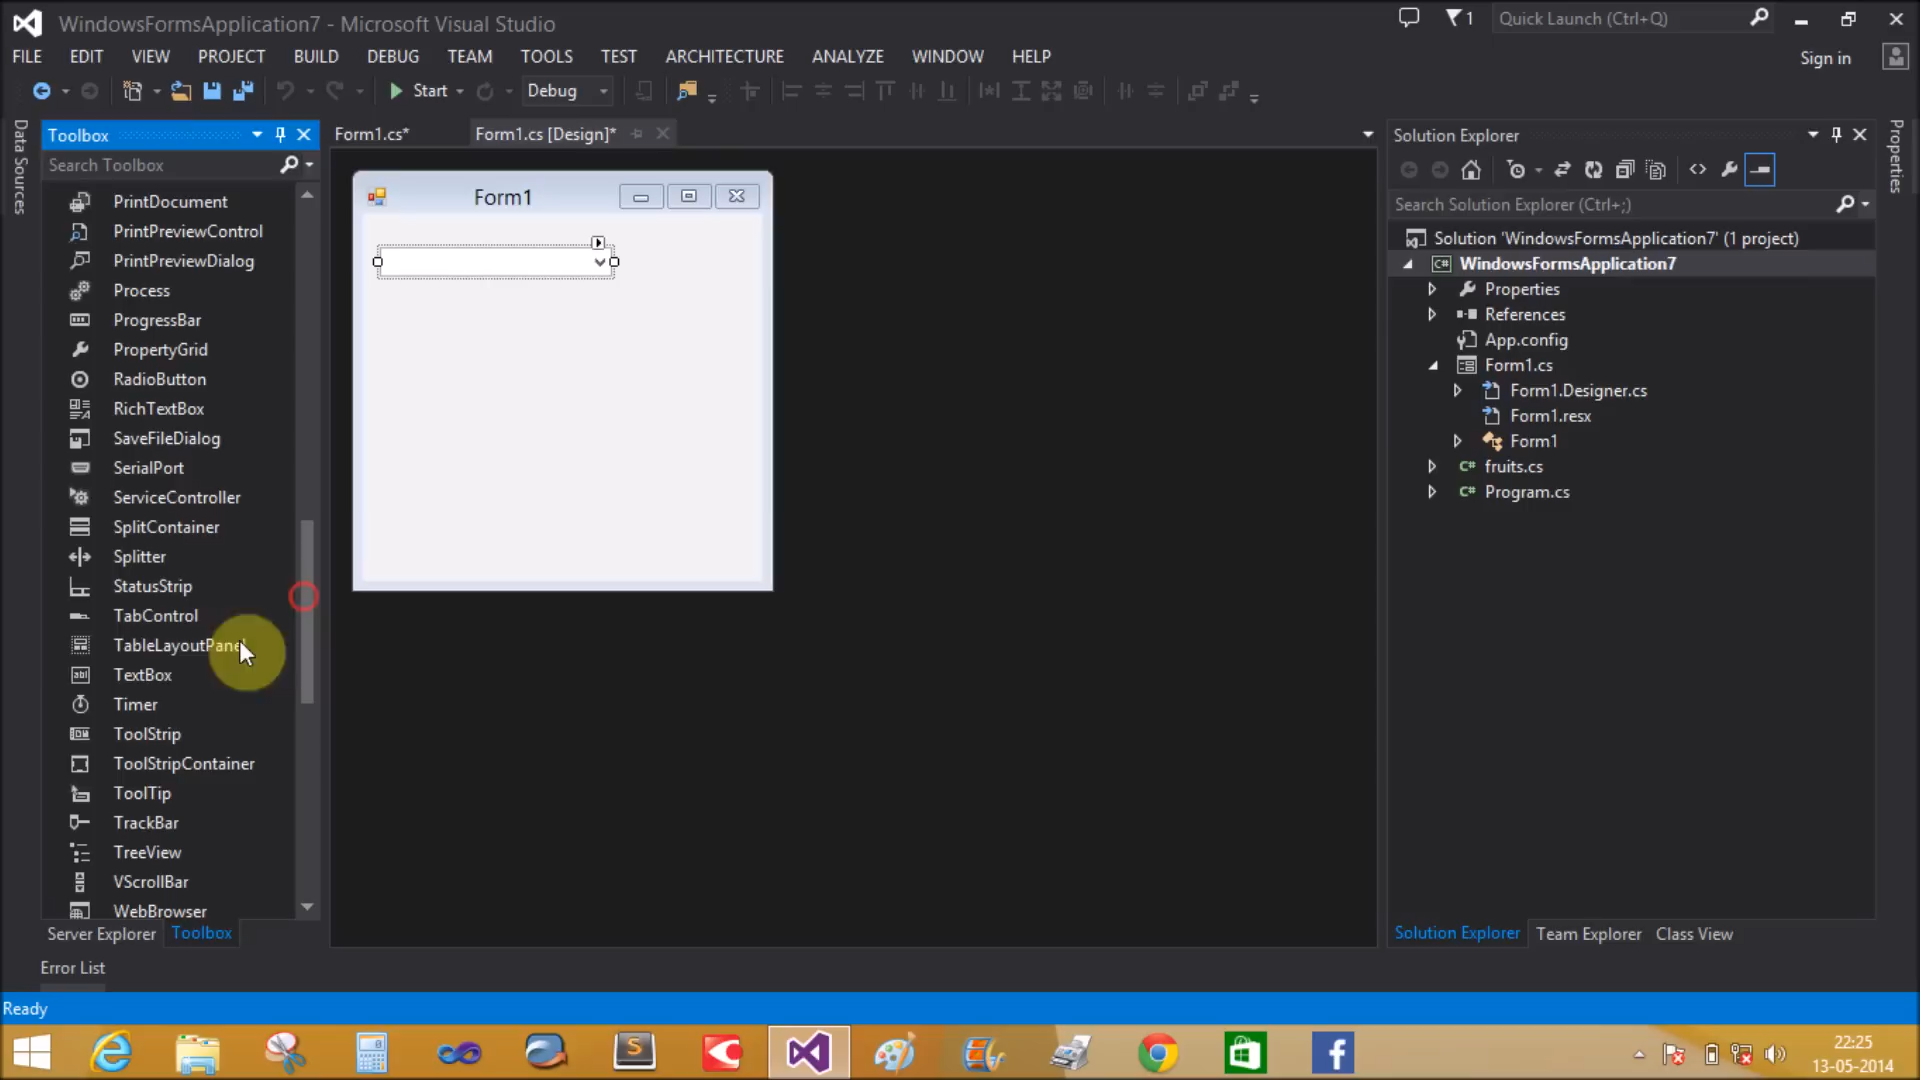 WindowsFormsApplication7 - Microsoft Visual Studio
1
Quick Launch (Ctrl+Q)
FILE EDIT VIEW PROJECT BUILD DEBUG TEAM TOOLS TEST ARCHITECTURE ANALYZE WINDOW HELP
Sign in
Start Debug
Data Sources
Toolbox
Search Toolbox
PrintDocument
PrintPreviewControl
PrintPreviewDialog
Process
ProgressBar
PropertyGrid
RadioButton
RichTextBox
SaveFileDialog
SerialPort
ServiceController
SplitContainer
Splitter
StatusStrip
TabControl
TableLayoutPanel
TextBox
Timer
ToolStrip
ToolStripContainer
ToolTip
TrackBar
TreeView
VScrollBar
WebBrowser
Server Explorer Toolbox
Form1.cs* Form1.cs [Design]*
Form1
Solution Explorer
Search Solution Explorer (Ctrl+;)
Solution 'WindowsFormsApplication7' (1 project)
C# WindowsFormsApplication7
Properties
References
App.config
Form1.cs
Form1.Designer.cs
Form1.resx
Form1
C# fruits.cs
C# Program.cs
Solution Explorer Team Explorer Class View
Properties
Error List
Ready
22:25
13-05-2014